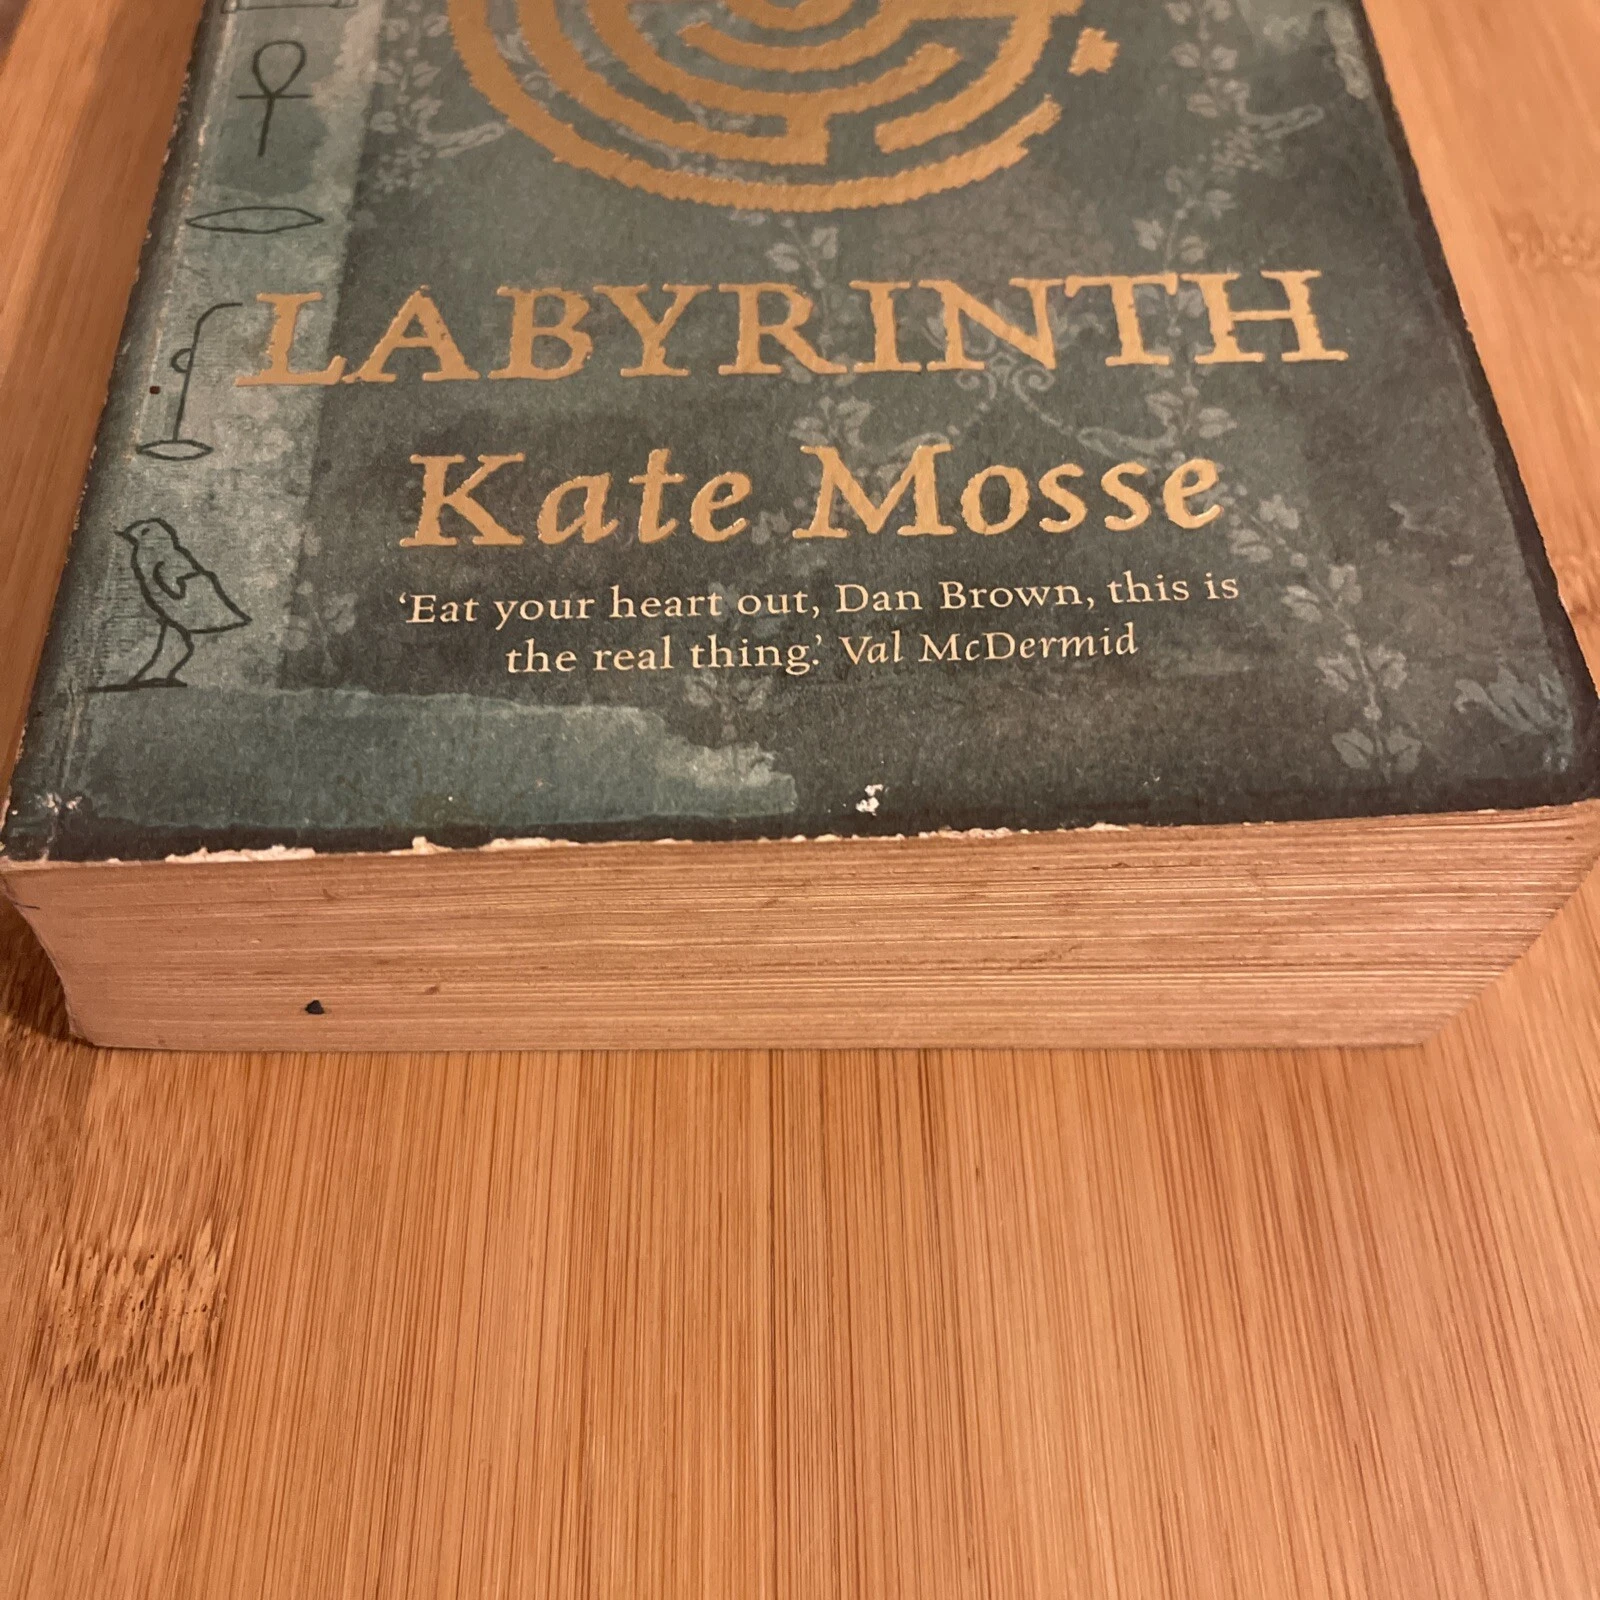 LABYRINTH
Kate Mosse
‘Eat your heart out, Dan Brown, this is
the real thing.’ Val McDermid